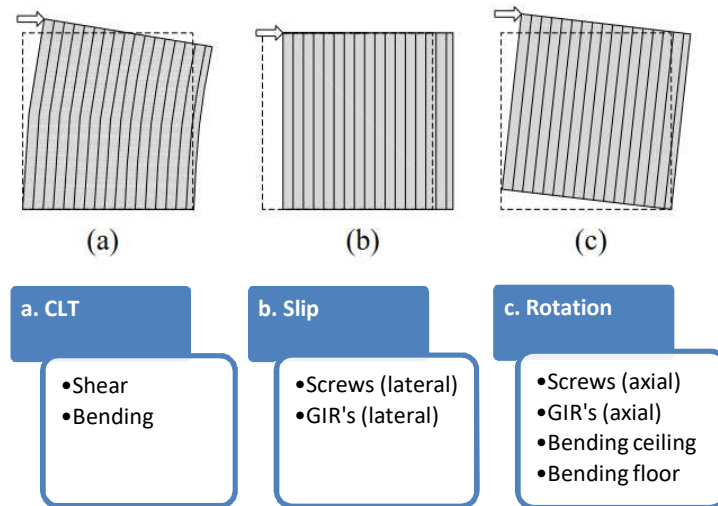 (a)
(b)
(c)
a. CLT
•Shear
•Bending
b. Slip
•Screws (lateral)
•GIR's (lateral)
c. Rotation
•Screws (axial)
•GIR's (axial)
•Bending ceiling
•Bending floor